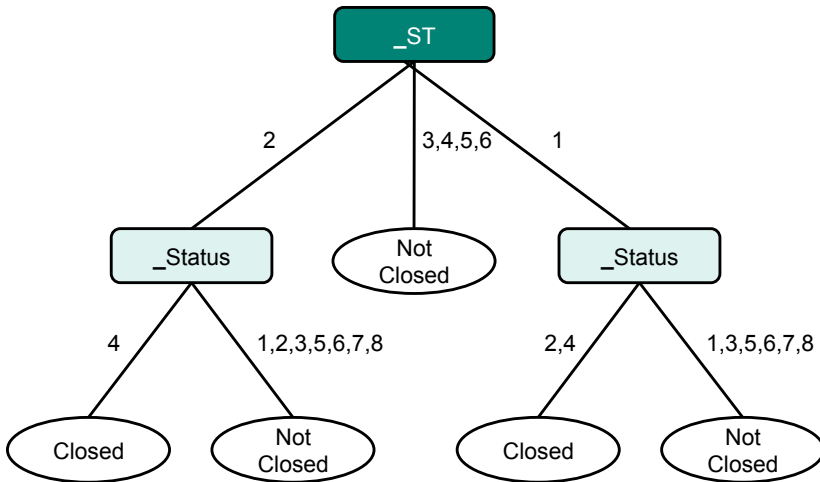 _ST
2
3,4,5,6
1
_Status
Not
Closed
_Status
4
1,2,3,5,6,7,8
2,4
1,3,5,6,7,8
Closed
Not
Closed
Closed
Not
Closed